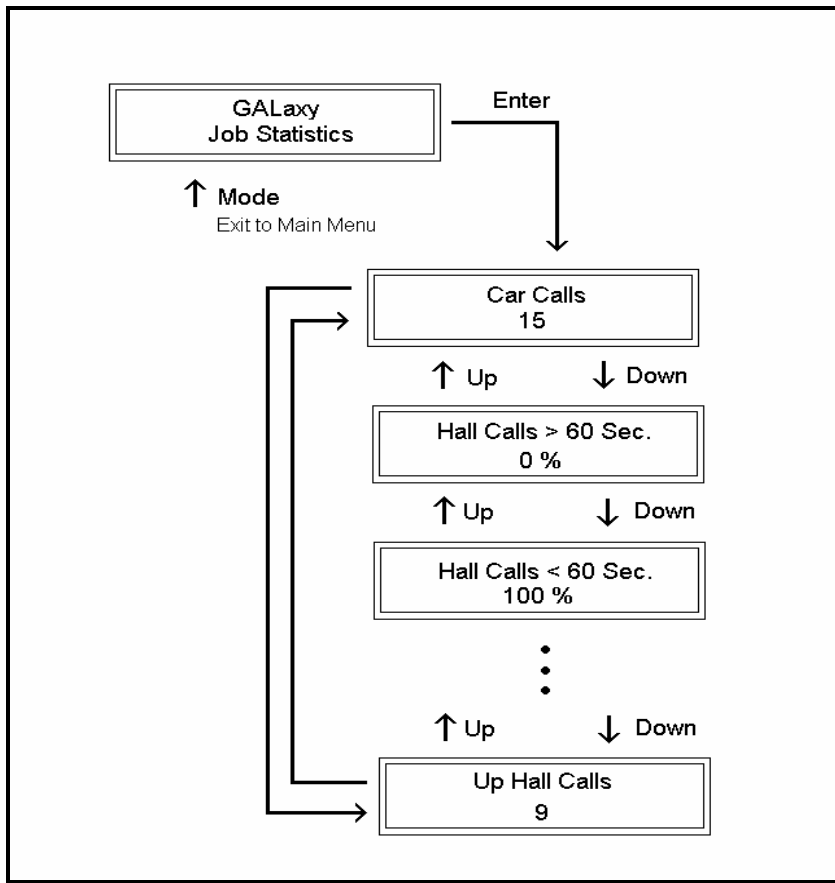 GALaxy
Job Statistics
Enter
↑ Mode
Exit to Main Menu
Car Calls
15
↑ Up ↓ Down
Hall Calls > 60 Sec.
0 %
↑ Up ↓ Down
Hall Calls < 60 Sec.
100 %
↑ Up ↓ Down
Up Hall Calls
9